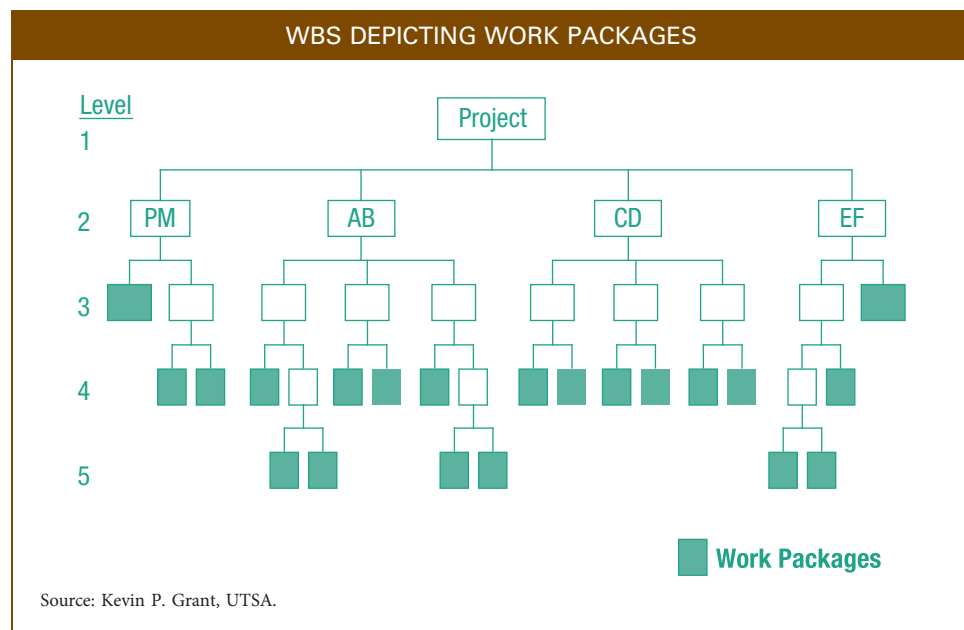 WBS DEPICTING WORK PACKAGES
Level
1
Project
2
PM
AB
CD
EF
3
4
5
Work Packages
Source: Kevin P. Grant, UTSA.